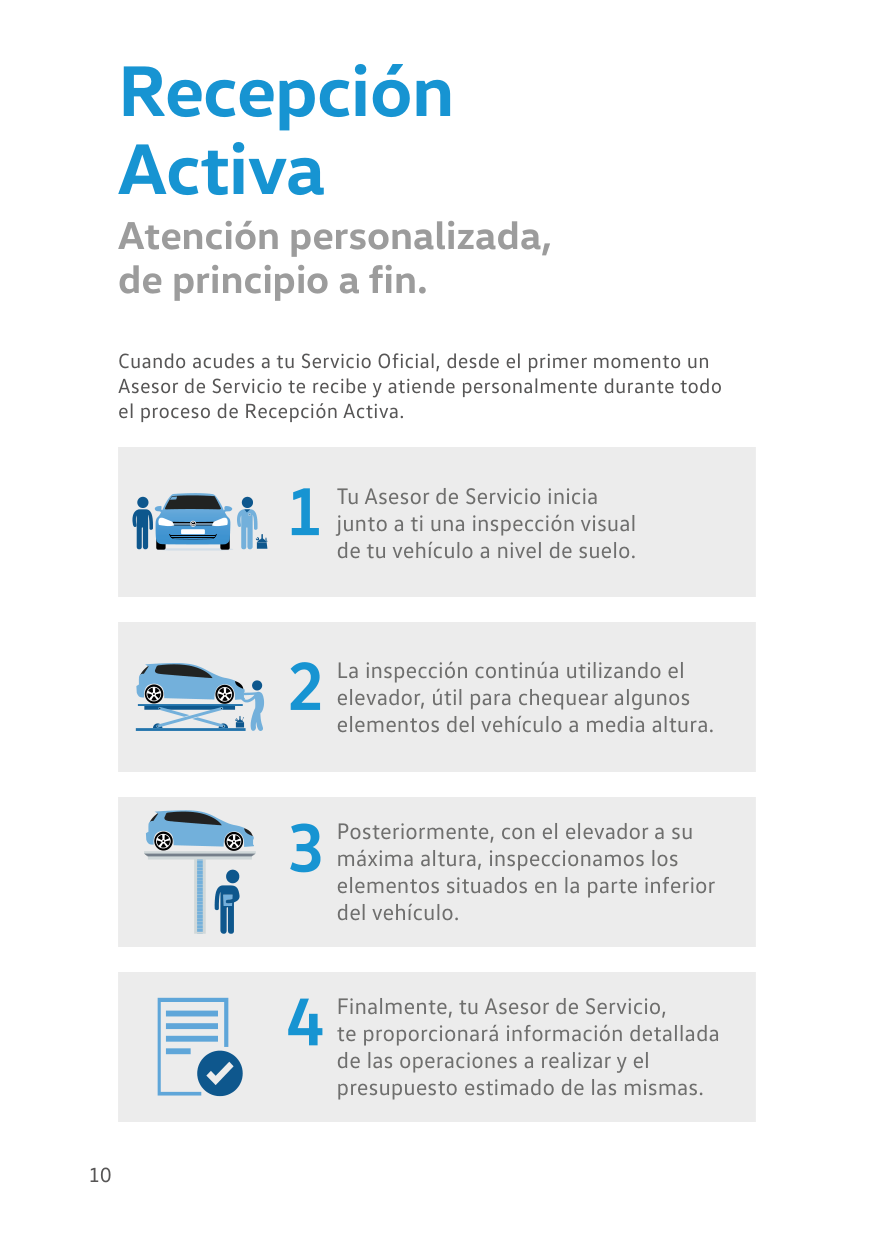 Recepción
Activa
Atención personalizada,
de principio a fin.
Cuando acudes a tu Servicio Oficial, desde el primer momento un
Asesor de Servicio te recibe y atiende personalmente durante todo
el proceso de Recepción Activa.
1
Tu Asesor de Servicio inicia
junto a ti una inspección visual
de tu vehículo a nivel de suelo.
2
La inspección continúa utilizando el
elevador, útil para chequear algunos
elementos del vehículo a media altura.
3
Posteriormente, con el elevador a su
máxima altura, inspeccionamos los
elementos situados en la parte inferior
del vehículo.
4
Finalmente, tu Asesor de Servicio,
te proporcionará información detallada
de las operaciones a realizar y el
presupuesto estimado de las mismas.
10